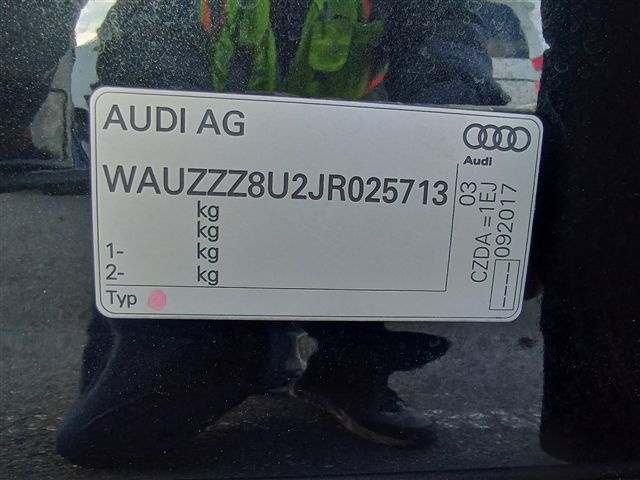 AUDI AG
Audi
WAUZZZ8U2JR025713
kg
kg
1- kg
2- kg
Typ
03
CZDA =1EJ
----092017